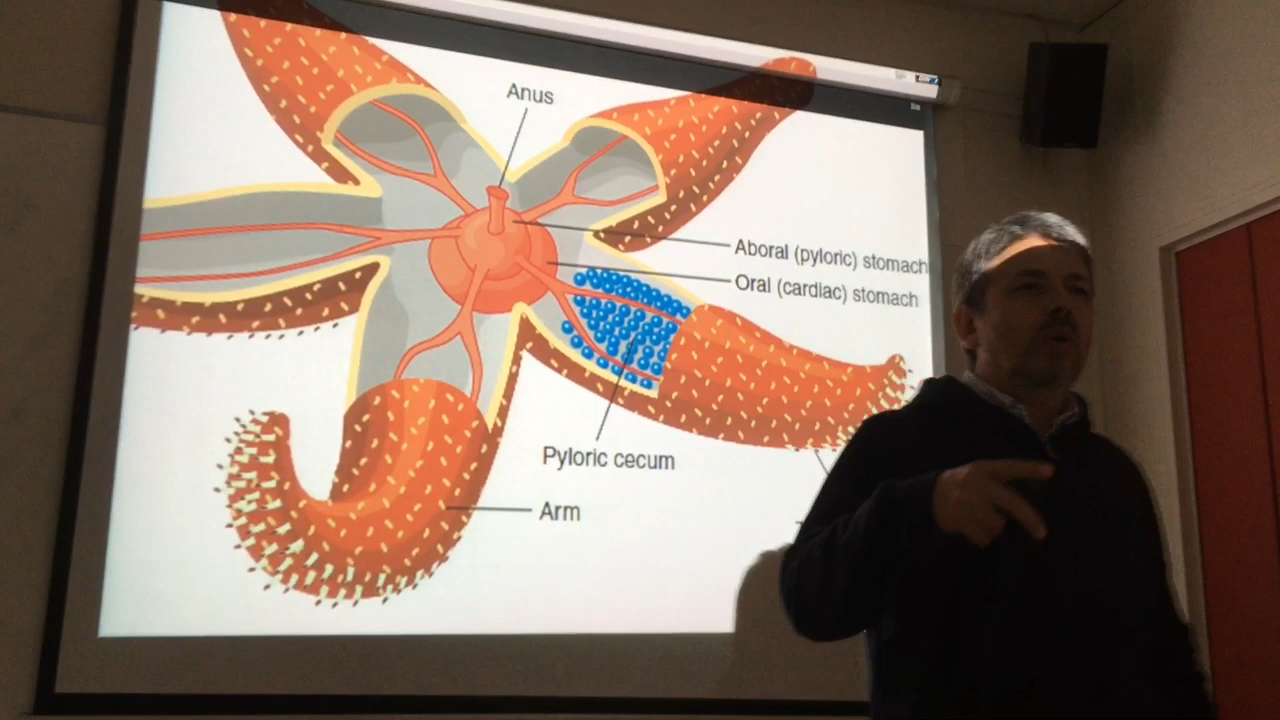 Anus
Aboral (pyloric) stomach
Oral (cardiac) stomach
Pyloric cecum
Arm